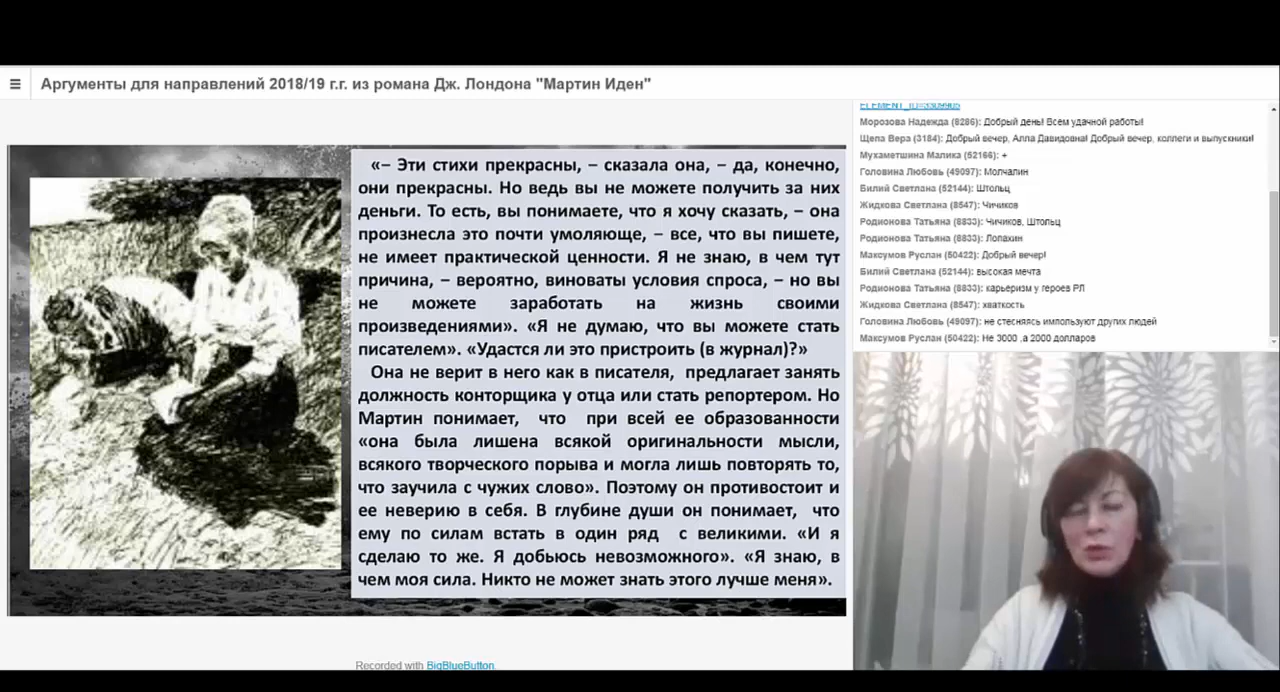 Аргументы для направлений 2018/19 г.г. из романа Дж. Лондона "Мартин Иден"
«– Эти стихи прекрасны, – сказала она, – да, конечно,
они прекрасны. Но ведь вы не можете получить за них
деньги. То есть, вы понимаете, что я хочу сказать, – она
произнесла это почти умоляюще, – все, что вы пишете,
не имеет практической ценности. Я не знаю, в чем тут
причина, – вероятно, виноваты условия спроса, – но вы
не можете заработать на жизнь своими
произведениями». «Я не думаю, что вы можете стать
писателем». «Удастся ли это пристроить (в журнал)?»
Она не верит в него как в писателя, предлагает занять
должность конторщика у отца или стать репортером. Но
Мартин понимает, что при всей ее образованности
«она была лишена всякой оригинальности мысли,
всякого творческого порыва и могла лишь повторять то,
что заучила с чужих слово». Поэтому он противостоит и
ее неверию в себя. В глубине души он понимает, что
ему по силам встать в один ряд с великими. «И я
сделаю то же. Я добьюсь невозможного». «Я знаю, в
чем моя сила. Никто не может знать этого лучше меня».
Recorded with BigBlueButton.
ELEMENT_ID=3309905
Морозова Надежда (8286): Добрый день! Всем удачной работы!
Щепа Вера (3184): Добрый вечер, Алла Давидовна! Добрый вечер, коллеги и выпускники!
Мухаметшина Малика (52166): +
Головина Любовь (49097): Молчалин
Билий Светлана (52144): Штольц
Жидкова Светлана (8547): Чичиков
Родионова Татьяна (8833): Чичиков, Штольц
Родионова Татьяна (8833): Лопахин
Максумов Руслан (50422): Добрый вечер!
Билий Светлана (52144): высокая мечта
Родионова Татьяна (8833): карьеризм у героев РЛ
Жидкова Светлана (8547): хваткость
Головина Любовь (49097): не стесняясь импользуют других людей
Максумов Руслан (50422): Не 3000 ,а 2000 долларов